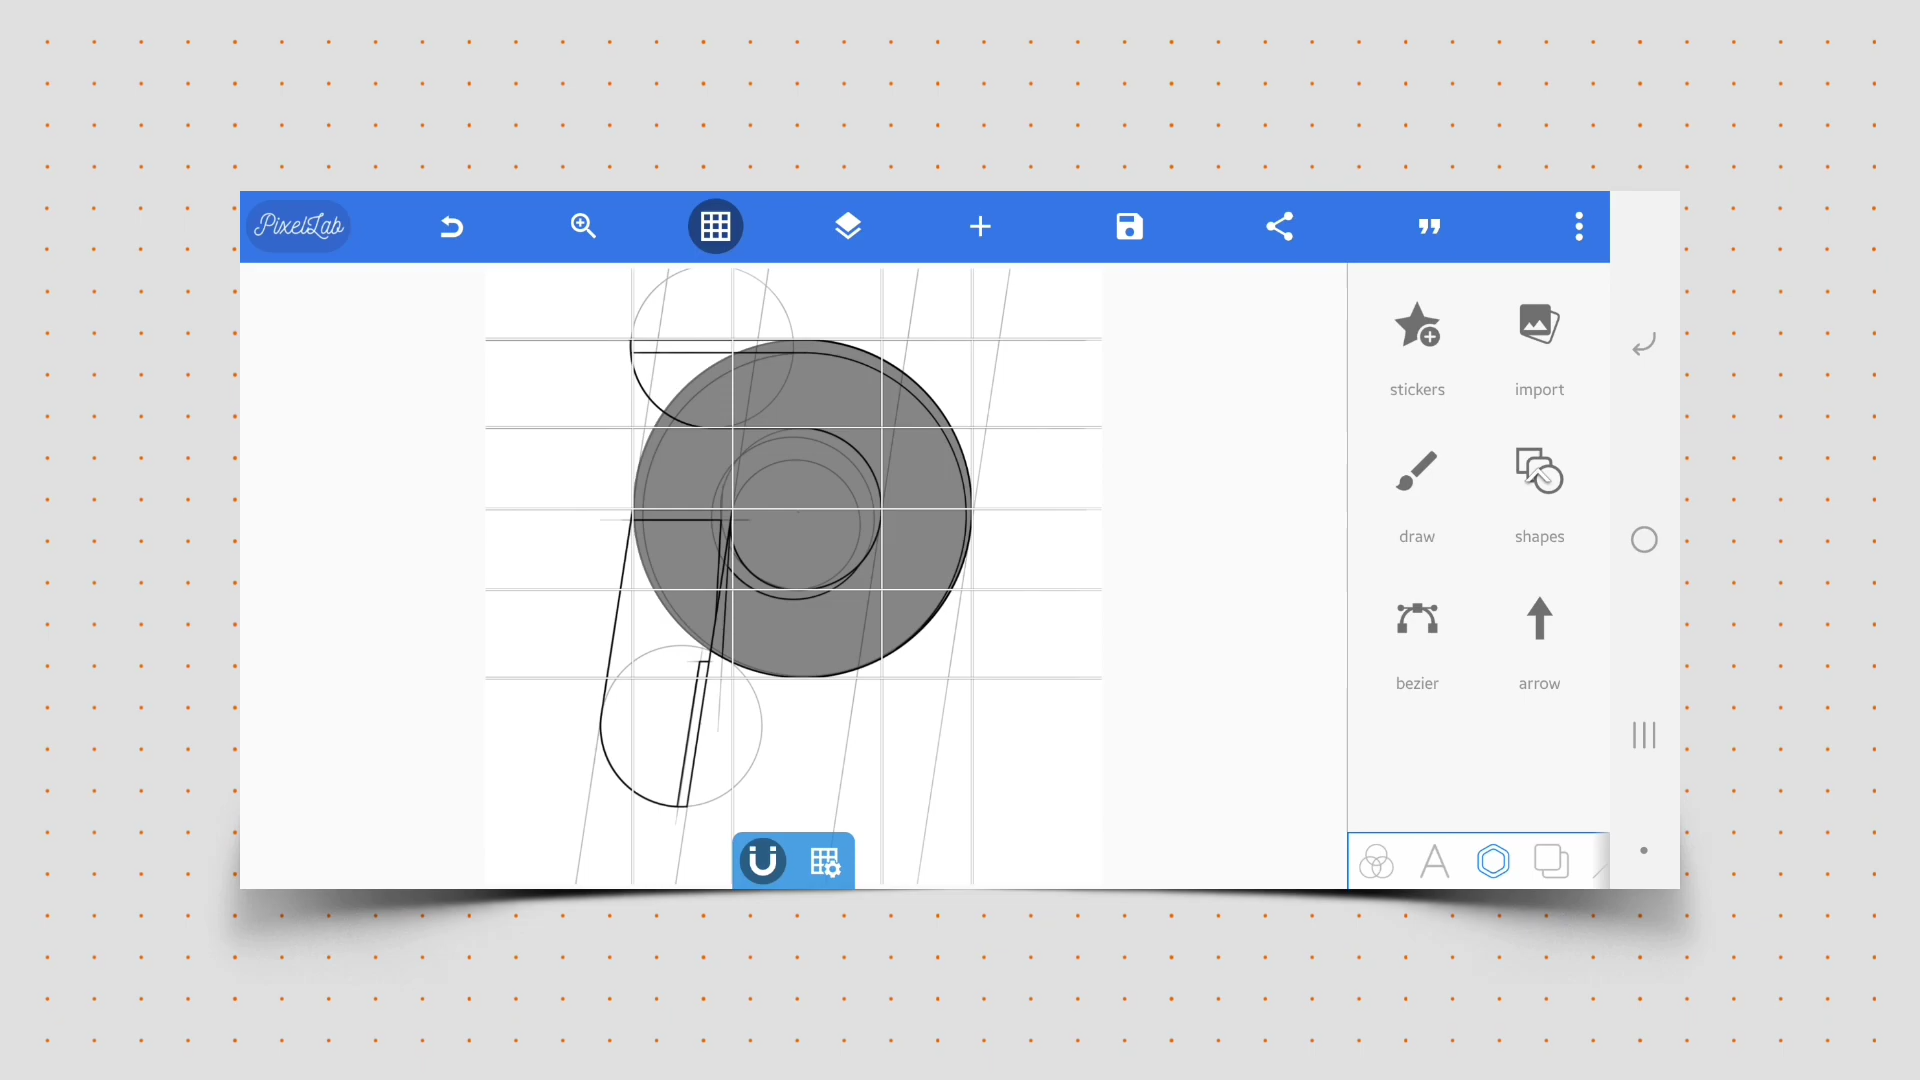 PixelLab
stickers
import
draw
shapes
bezier
arrow